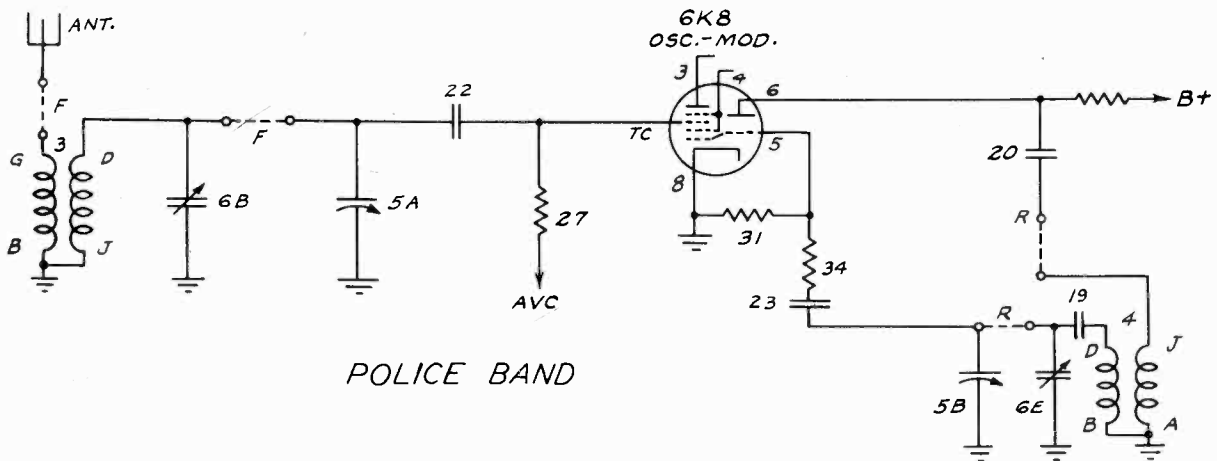 ANT.
6K8
OSC.-MOD.
3
4
6
B+
F
22
TC
5
20
G
3
D
F
8
6B
5A
27
31
R
B
J
34
AVC
23
19
4
R
D
J
POLICE BAND
5B
6E
B
A